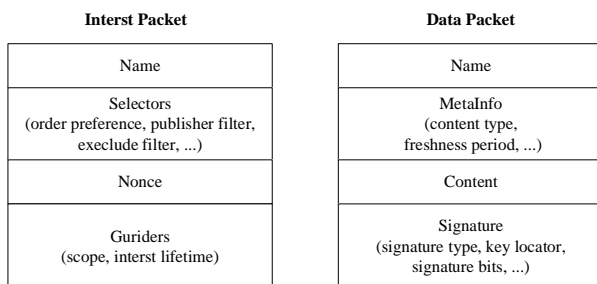 Interst Packet
Name
Selectors
(order preference, publisher filter,
execlude filter, ...)
Nonce
Guriders
(scope, interst lifetime)
Data Packet
Name
MetaInfo
(content type,
freshness period, ...)
Content
Signature
(signature type, key locator,
signature bits, ...)